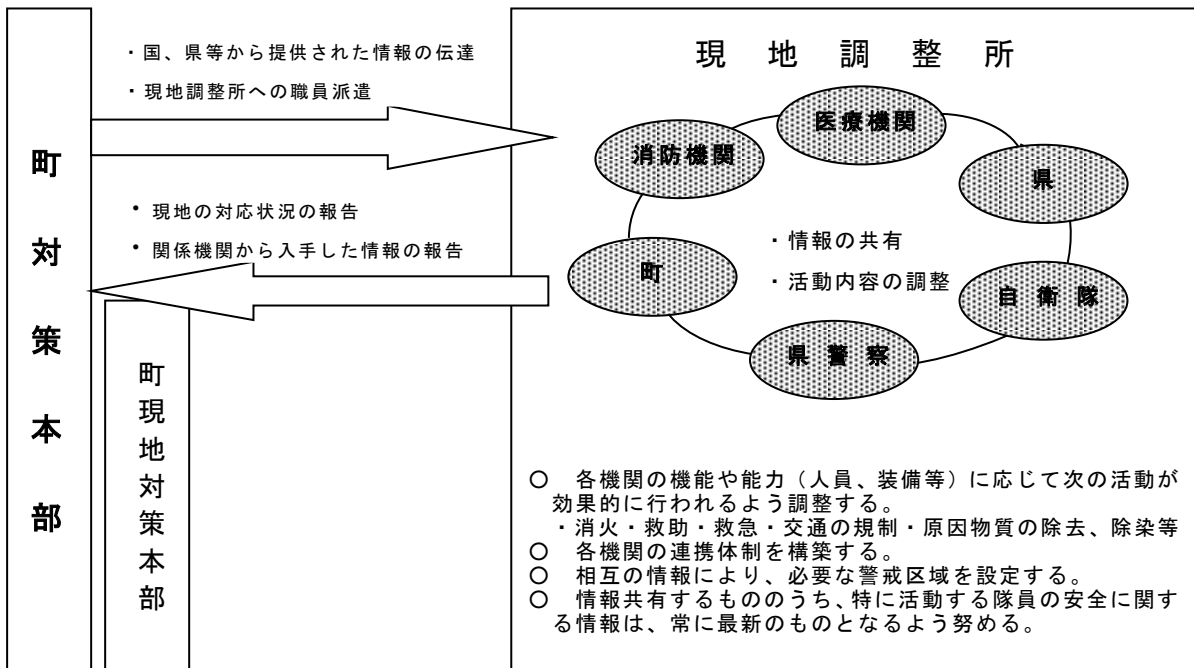 町対策本部
・国、県等から提供された情報の伝達
・現地調整所への職員派遣
・現地の対応状況の報告
・関係機関から入手した情報の報告
町現地対策本部
現地調整所
医療機関
消防機関
県
・情報の共有
町
・活動内容の調整
自衛隊
県警察
○ 各機関の機能や能力（人員、装備等）に応じて次の活動が
効果的に行われるよう調整する。
・消火・救助・救急・交通の規制・原因物質の除去、除染等
○ 各機関の連携体制を構築する。
○ 相互の情報により、必要な警戒区域を設定する。
○ 情報共有するもののうち、特に活動する隊員の安全に関す
る情報は、常に最新のものとなるよう努める。